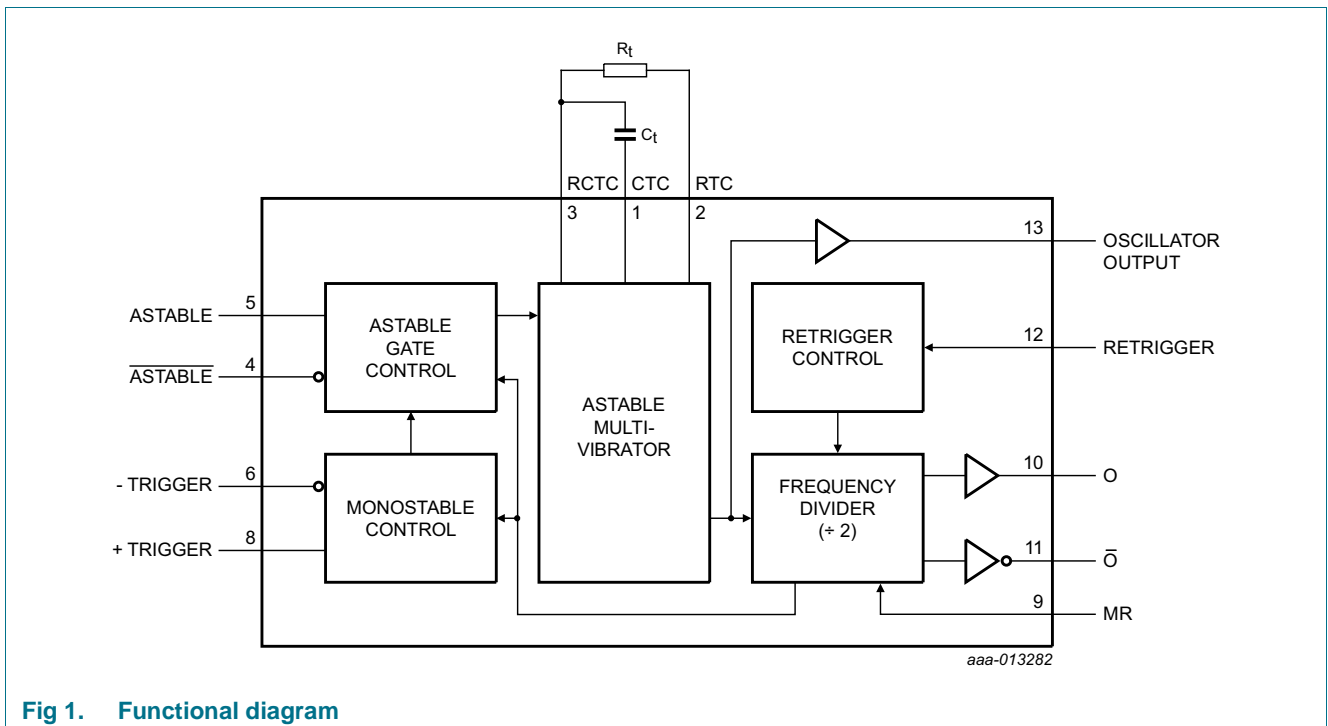 Rt
Ct
RCTC CTC RTC
3 1 2
13
OSCILLATOR
OUTPUT
5
ASTABLE
ASTABLE
GATE
CONTROL
RETRIGGER
CONTROL
12
RETRIGGER
4
ASTABLE
ASTABLE
MULTI-
VIBRATOR
6
- TRIGGER
MONOSTABLE
CONTROL
8
+ TRIGGER
FREQUENCY
DIVIDER
(÷ 2)
10
O
11
O̅
9
MR
aaa-013282
Fig 1. Functional diagram